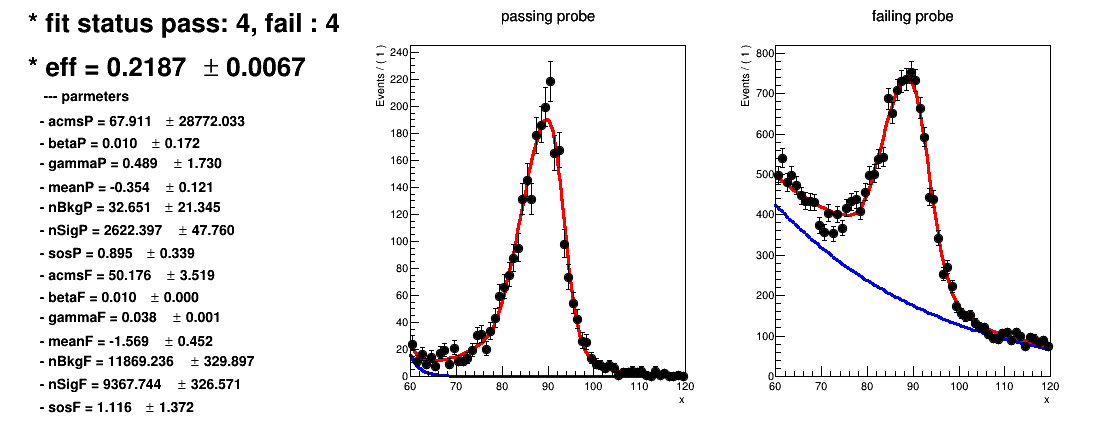 * fit status pass: 4, fail : 4
* eff = 0.2187 ± 0.0067
--- parmeters
- acmsP = 67.911 ± 28772.033
- betaP = 0.010 ± 0.172
- gammaP = 0.489 ± 1.730
- meanP = -0.354 ± 0.121
- nBkgP = 32.651 ± 21.345
- nSigP = 2622.397 ± 47.760
- sosP = 0.895 ± 0.339
- acmsF = 50.176 ± 3.519
- betaF = 0.010 ± 0.000
- gammaF = 0.038 ± 0.001
- meanF = -1.569 ± 0.452
- nBkgF = 11869.236 ± 329.897
- nSigF = 9367.744 ± 326.571
- sosF = 1.116 ± 1.372
passing probe
Events / ( 1 )
240
220
200
180
160
140
120
100
80
60
40
20
0
60 70 80 90 100 110 120
x
failing probe
Events / ( 1 )
800
700
600
500
400
300
200
100
0
60 70 80 90 100 110 120
x